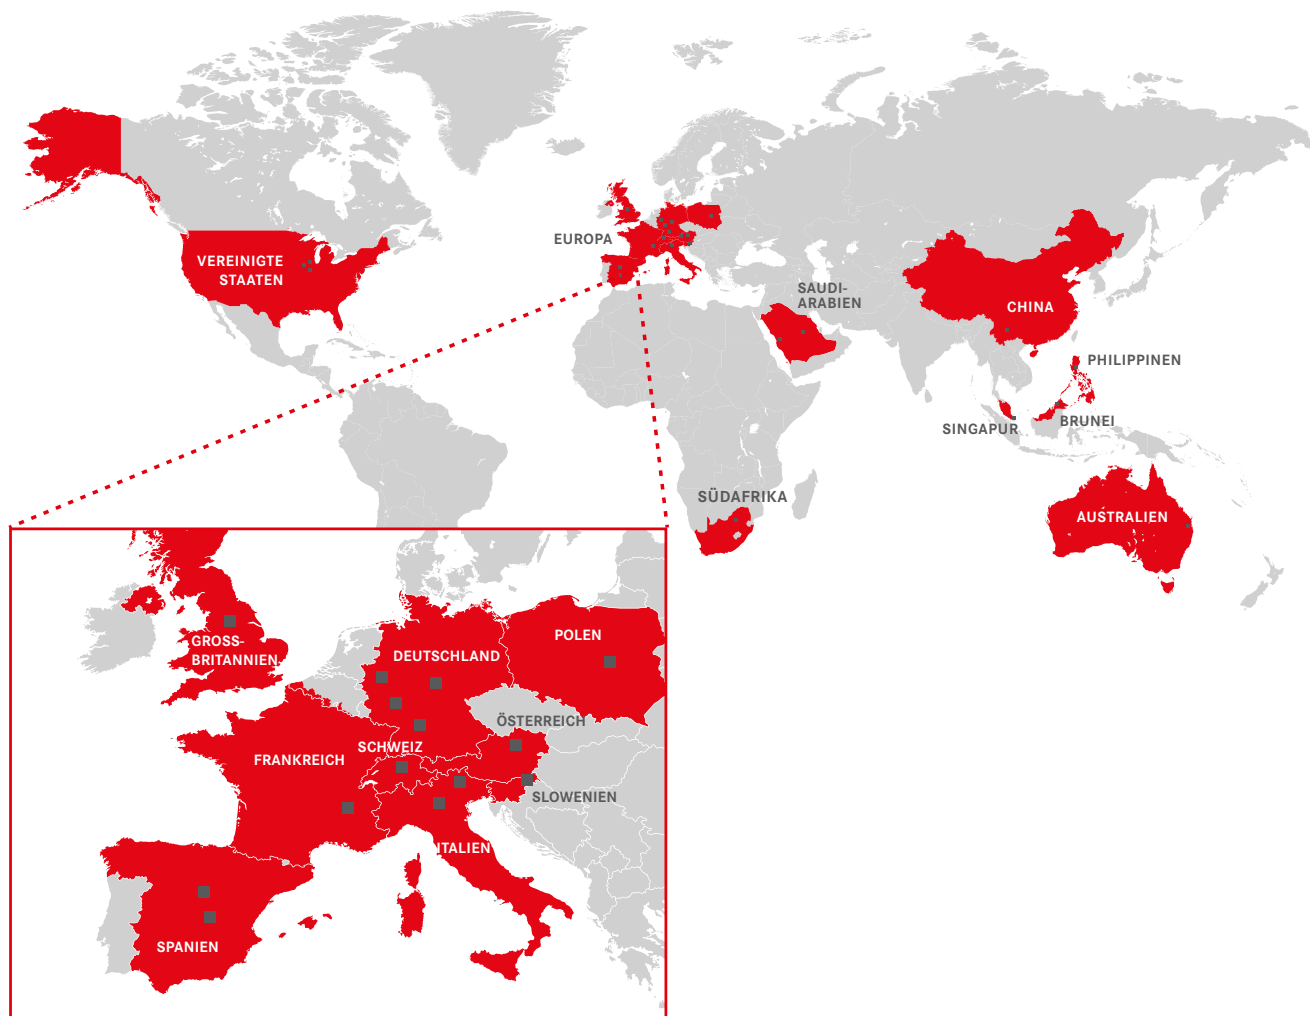 EUROPA
VEREINIGTE
STAATEN
SAUDI-
ARABIEN
CHINA
PHILIPPINEN
SINGAPUR
BRUNEI
SÜDAFRIKA
AUSTRALIEN
GROSS-
BRITANNIEN
POLEN
DEUTSCHLAND
ÖSTERREICH
SCHWEIZ
FRANKREICH
SLOWENIEN
ITALIEN
SPANIEN